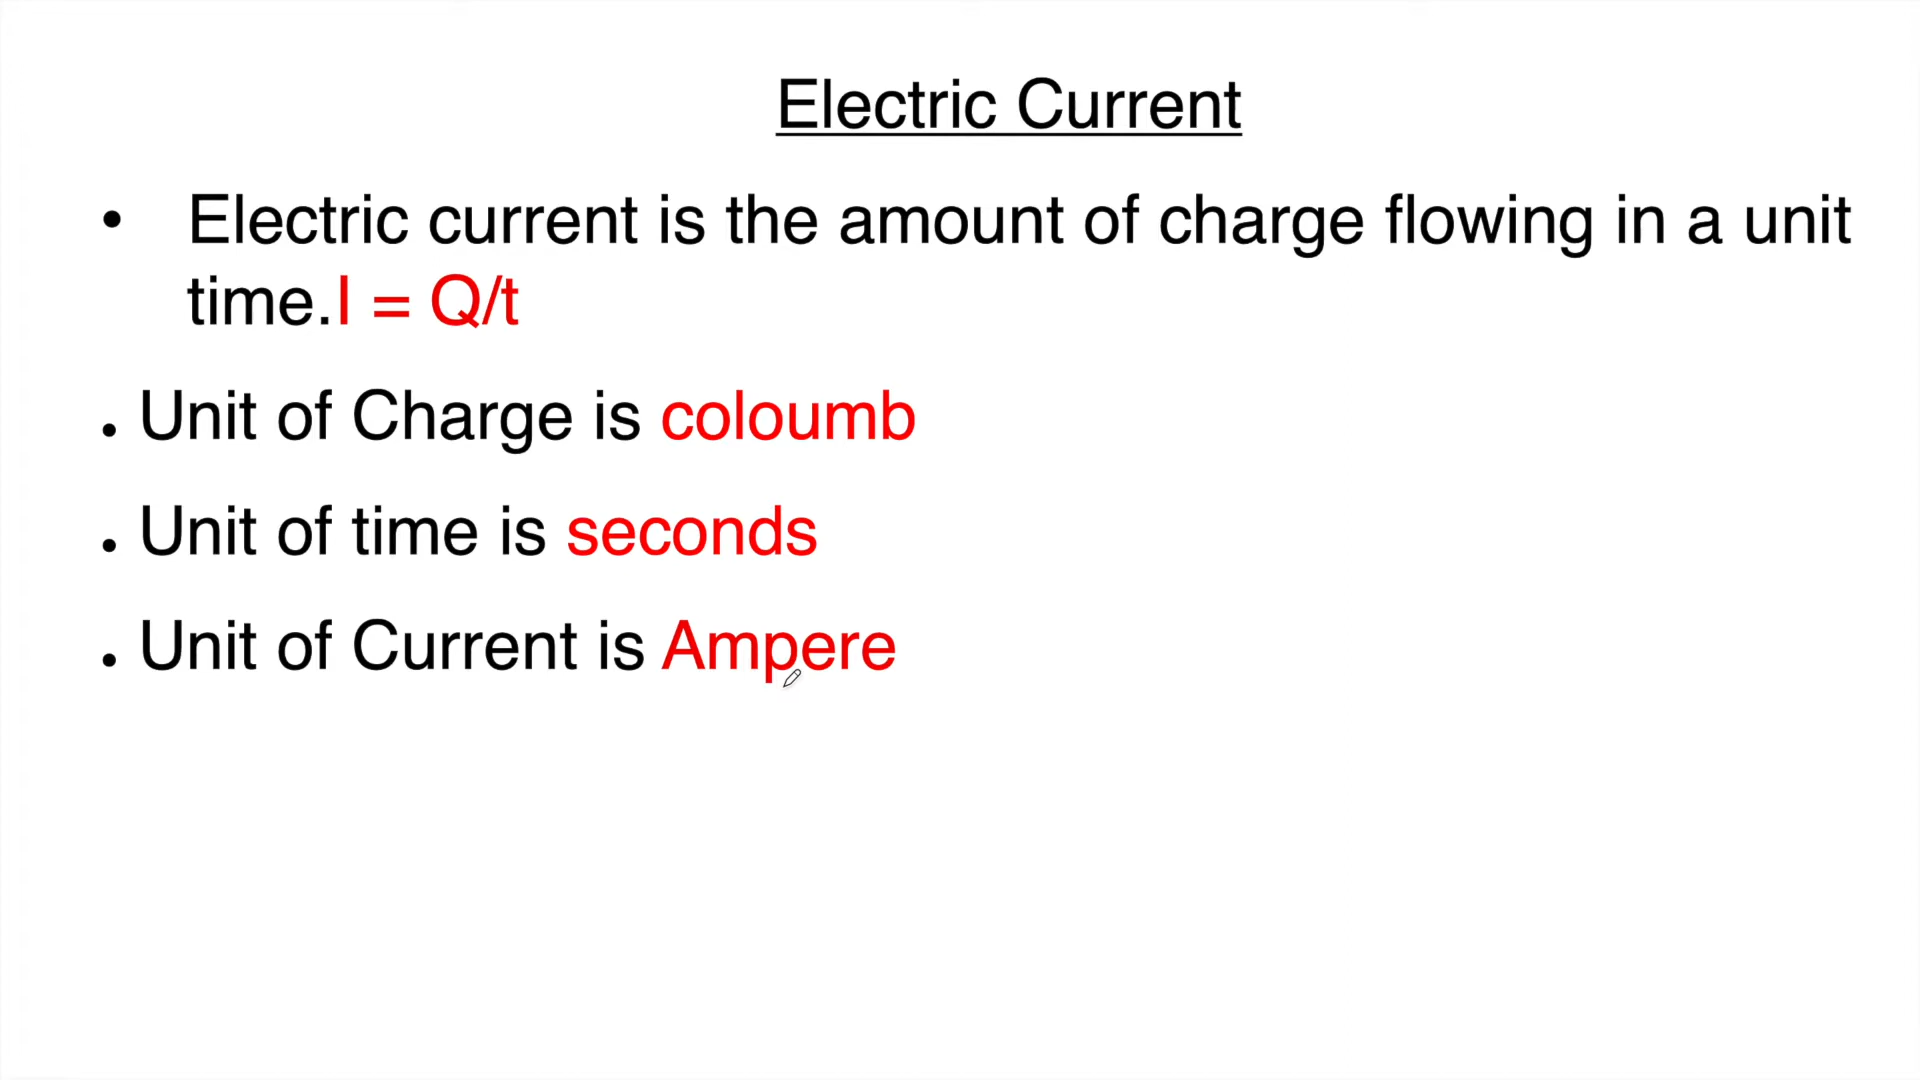 Electric Current
• Electric current is the amount of charge flowing in a unit
time.I = Q/t
• Unit of Charge is coloumb
• Unit of time is seconds
• Unit of Current is Ampere